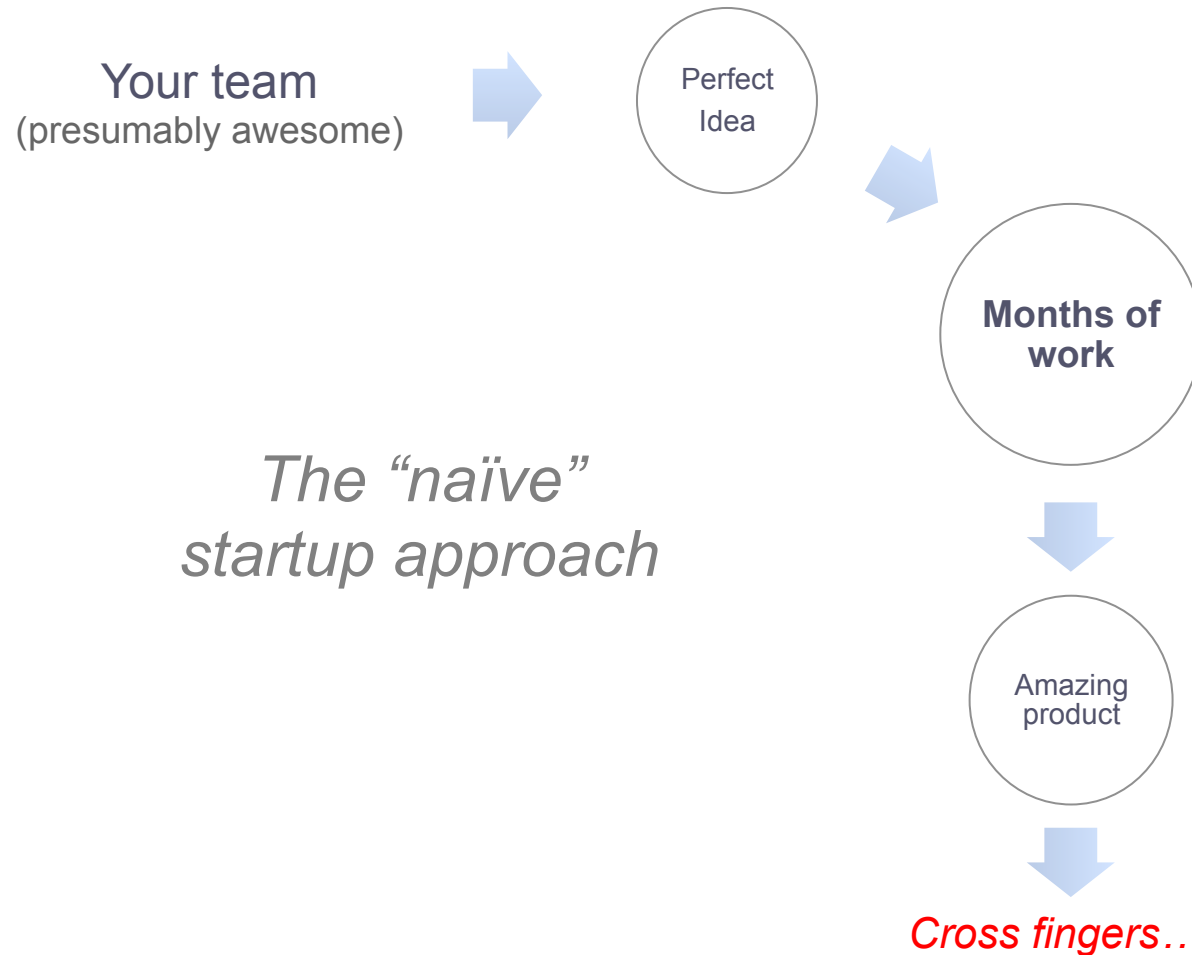 Your team
(presumably awesome)
Perfect
Idea
Months of
work
The “naïve”
startup approach
Amazing
product
Cross fingers..